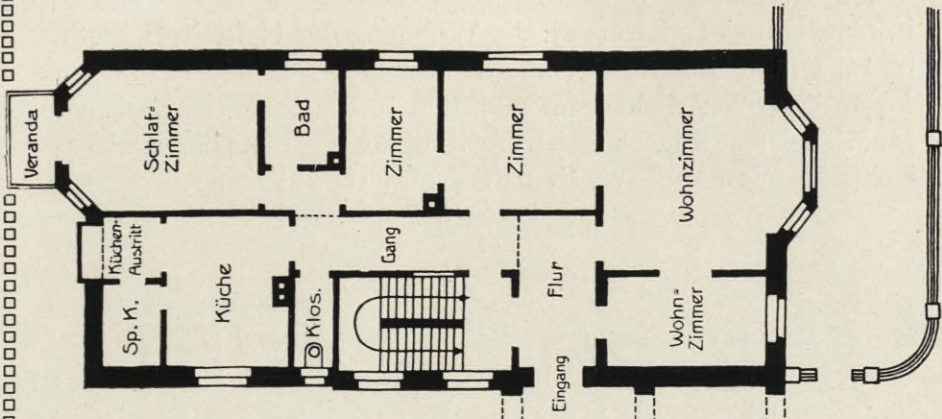 Veranda
Schlaf=
Zimmer
Bad
Zimmer
Zimmer
Wohnzimmer
Küchen-
Austritt
Gang
Sp. K.
Küche
Klos.
Flur
Wohn=
Zimmer
Eingang